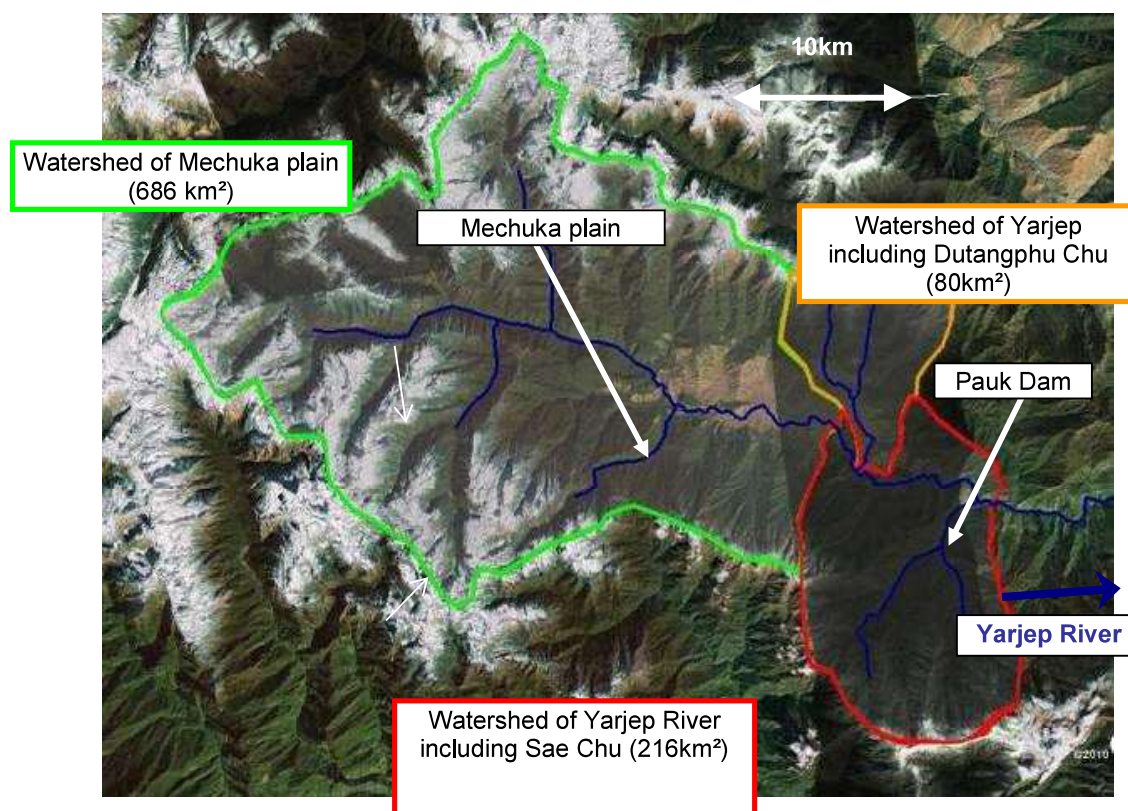 10km
Watershed of Mechuka plain
(686 km²)
Mechuka plain
Watershed of Yarjep
including Dutangphu Chu
(80km²)
Pauk Dam
Yarjep River
Watershed of Yarjep River
including Sae Chu (216km²)
©2010